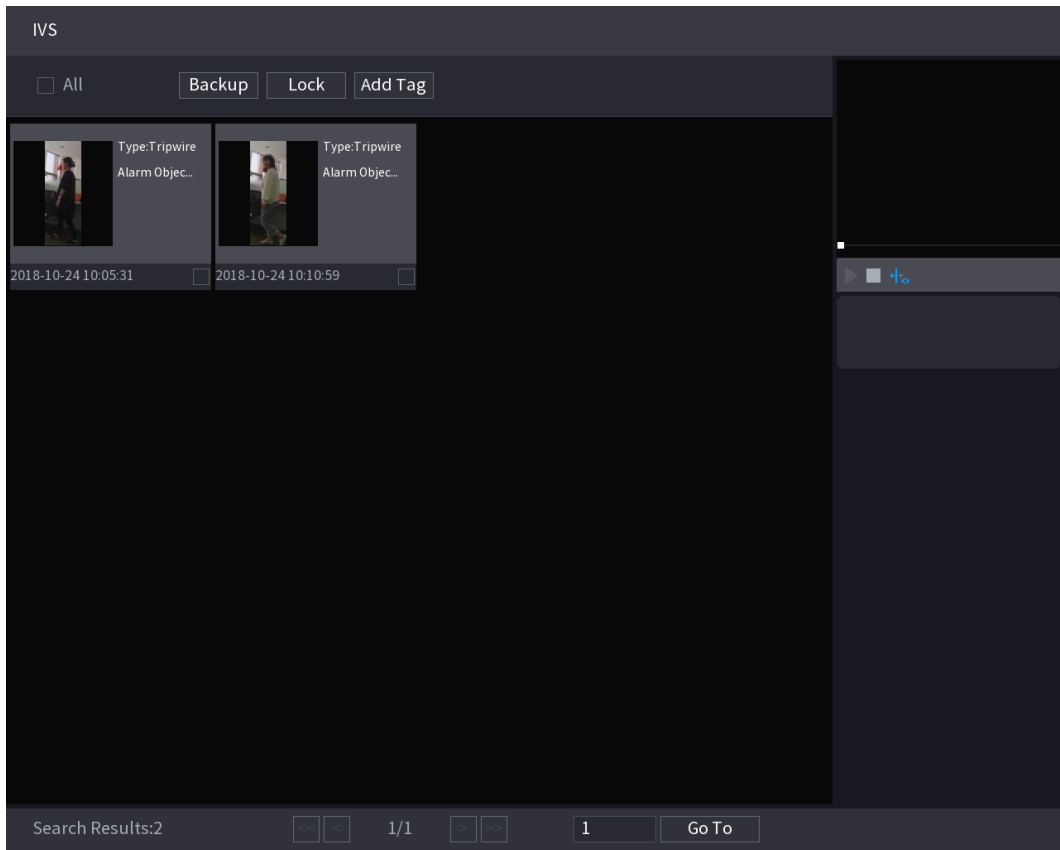 IVS
All Backup Lock Add Tag
Type:Tripwire
Alarm Objec...
2018-10-24 10:05:31
Type:Tripwire
Alarm Objec...
2018-10-24 10:10:59
Search Results:2 << < 1/1 > >> 1 Go To